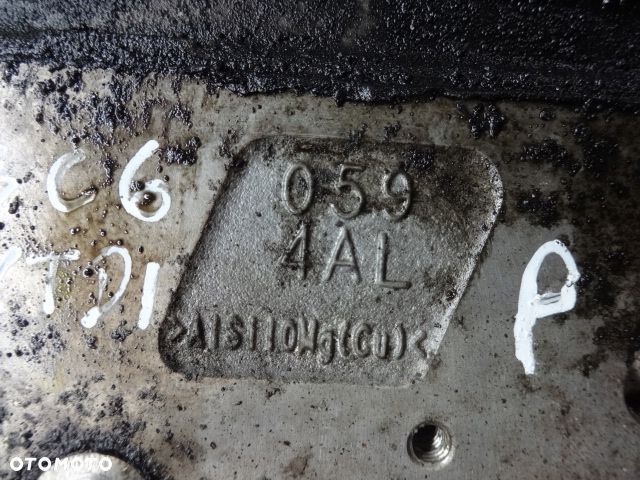 C6
TDI
059
4AL
>AlSi10Mg(Cu)<
P
OTOMOTO